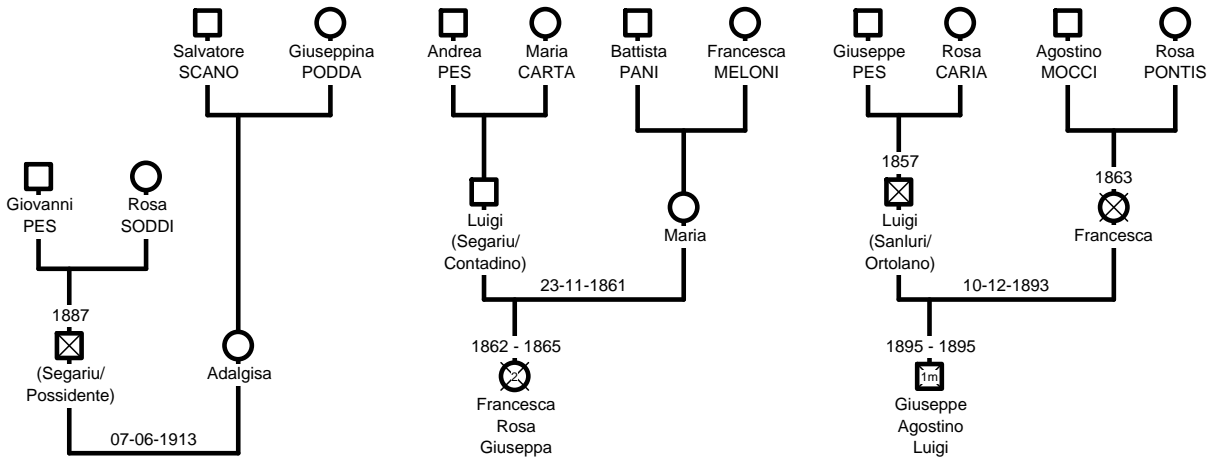 Salvatore
SCANO
Giuseppina
PODDA
Giovanni
PES
Rosa
SODDI
1887
(Segariu/
Possidente)
Adalgisa
07-06-1913
Andrea
PES
Maria
CARTA
Battista
PANI
Francesca
MELONI
Luigi
(Segariu/
Contadino)
Maria
23-11-1861
1862 - 1865
2
Francesca
Rosa
Giuseppa
Giuseppe
PES
Rosa
CARIA
Agostino
MOCCI
Rosa
PONTIS
1857
Luigi
(Sanluri/
Ortolano)
1863
Francesca
10-12-1893
1895 - 1895
1m
Giuseppe
Agostino
Luigi